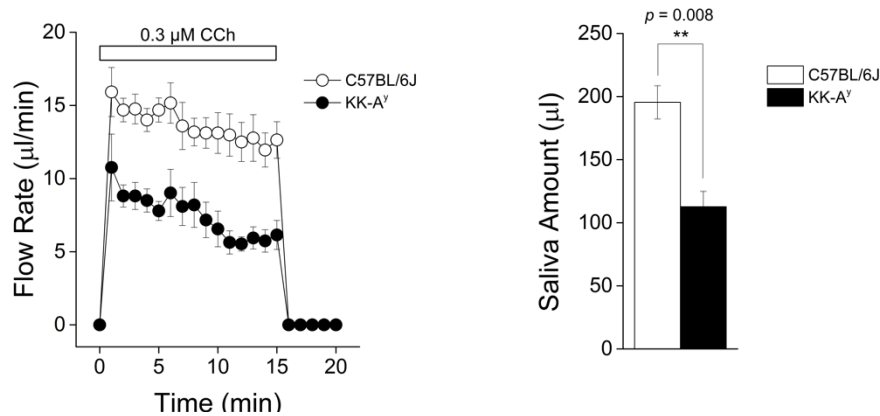 0.3 µM CCh
C57BL/6J
KK-Aʸ
20
15
10
5
0
Flow Rate (µl/min)
0 5 10 15 20
Time (min)
p = 0.008
**
C57BL/6J
KK-Aʸ
250
200
150
100
50
0
Saliva Amount (µl)